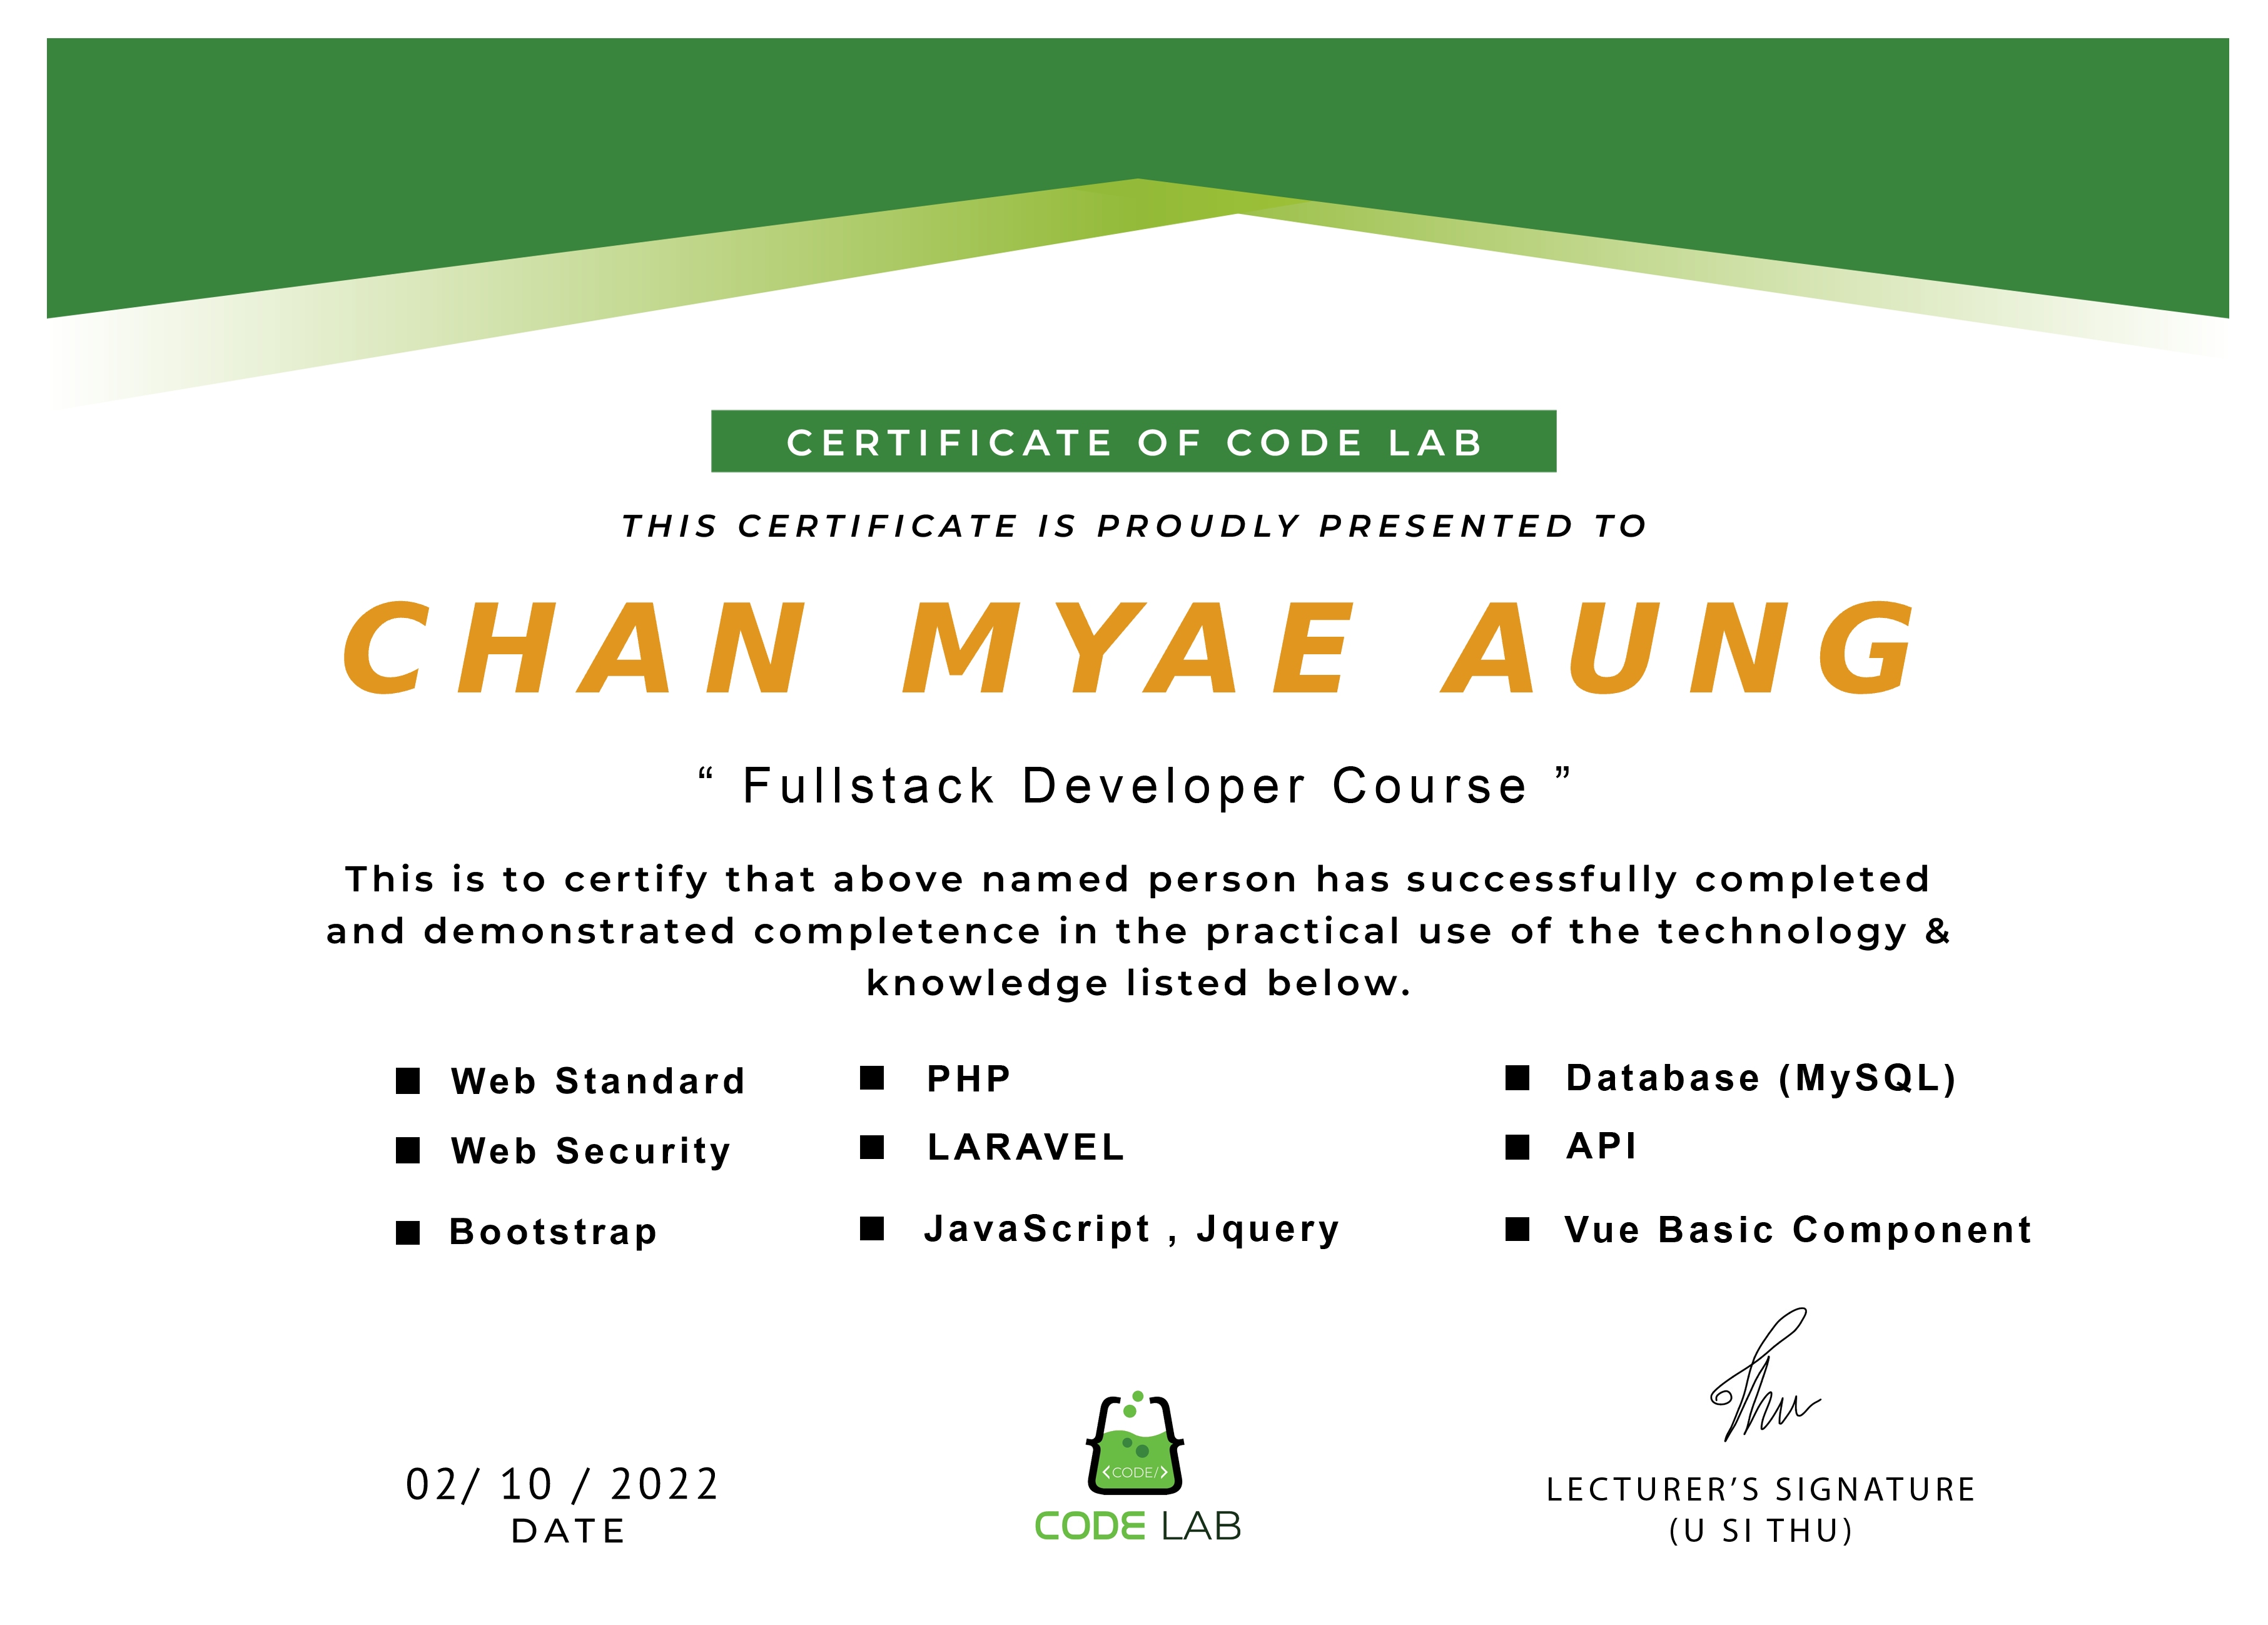 CERTIFICATE OF CODE LAB
THIS CERTIFICATE IS PROUDLY PRESENTED TO
CHAN MYAE AUNG
“ Fullstack Developer Course ”
This is to certify that above named person has successfully completed
and demonstrated completence in the practical use of the technology &
knowledge listed below.
■ Web Standard
■ Web Security
■ Bootstrap
■ PHP
■ LARAVEL
■ JavaScript , Jquery
■ Database (MySQL)
■ API
■ Vue Basic Component
02/ 10 / 2022
DATE
<CODE/>
CODE LAB
Thu
LECTURER’S SIGNATURE
(U SI THU)